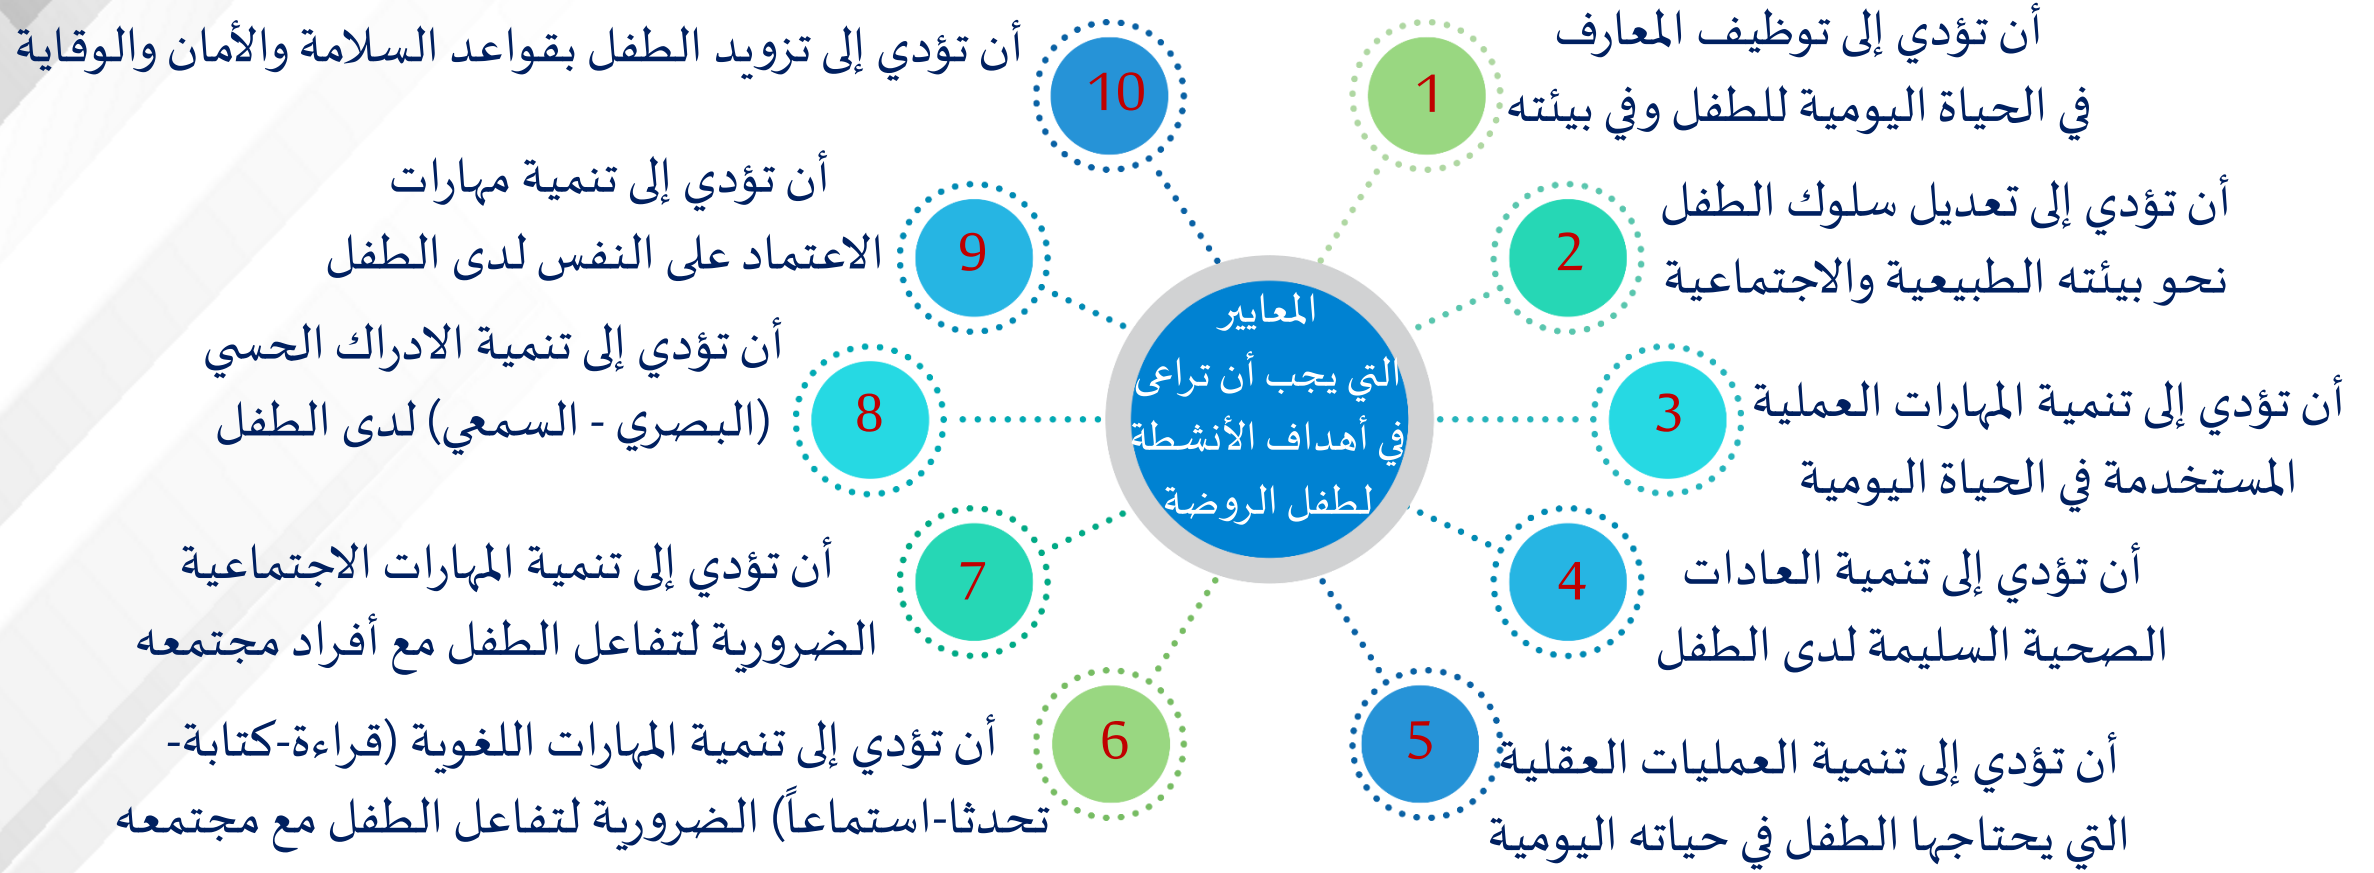 المعايير
التي يجب أن تراعى
في أهداف الأنشطة
لطفل الروضة
1
أن تؤدي إلى توظيف المعارف
في الحياة اليومية للطفل وفي بيئته
2
أن تؤدي إلى تعديل سلوك الطفل
نحو بيئته الطبيعية والاجتماعية
3
أن تؤدي إلى تنمية المهارات العملية
المستخدمة في الحياة اليومية
4
أن تؤدي إلى تنمية العادات
الصحية السليمة لدى الطفل
5
أن تؤدي إلى تنمية العمليات العقلية
التي يحتاجها الطفل في حياته اليومية
6
أن تؤدي إلى تنمية المهارات اللغوية (قراءة-كتابة-
تحدثا-استماعاً) الضرورية لتفاعل الطفل مع مجتمعه
7
أن تؤدي إلى تنمية المهارات الاجتماعية
الضرورية لتفاعل الطفل مع أفراد مجتمعه
8
أن تؤدي إلى تنمية الادراك الحسي
(البصري - السمعي) لدى الطفل
9
أن تؤدي إلى تنمية مهارات
الاعتماد على النفس لدى الطفل
10
أن تؤدي إلى تزويد الطفل بقواعد السلامة والأمان والوقاية